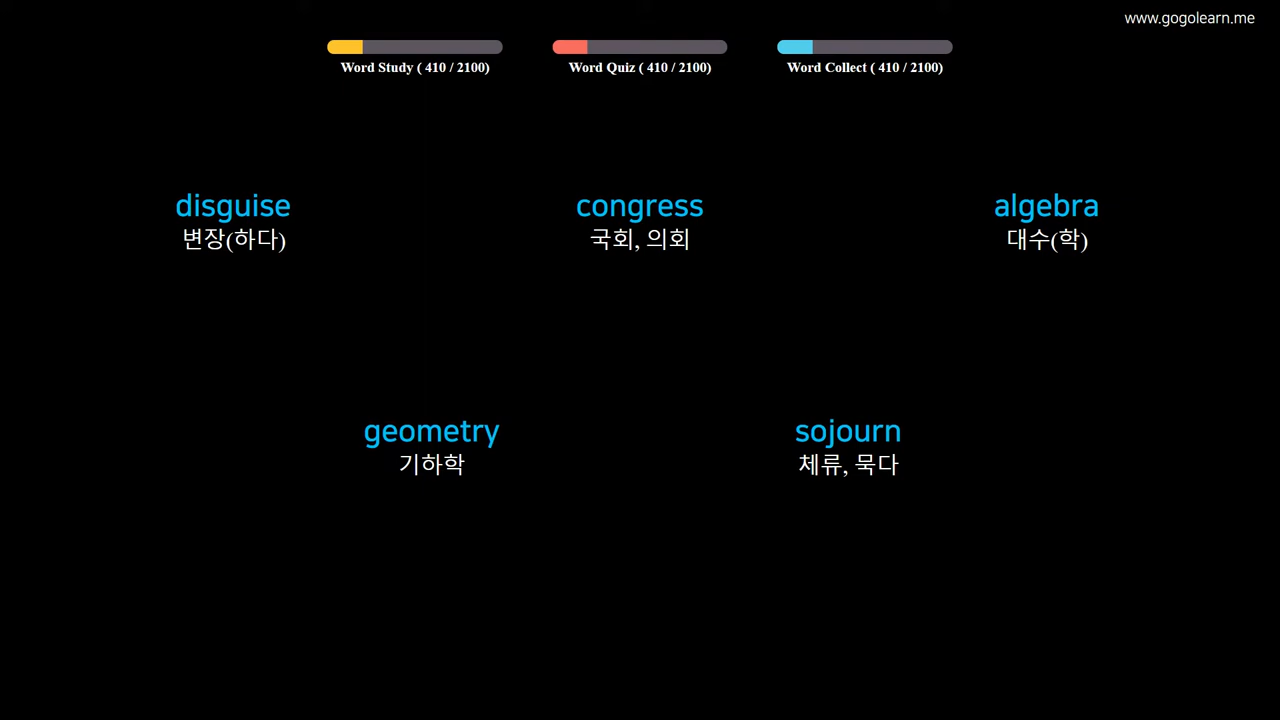 www.gogolearn.me
Word Study ( 410 / 2100)
Word Quiz ( 410 / 2100)
Word Collect ( 410 / 2100)
disguise
변장(하다)
congress
국회, 의회
algebra
대수(학)
geometry
기하학
sojourn
체류, 묵다